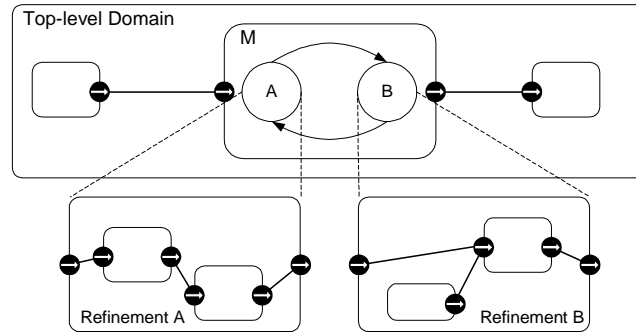 Top-level Domain
M
A
B
Refinement A
Refinement B